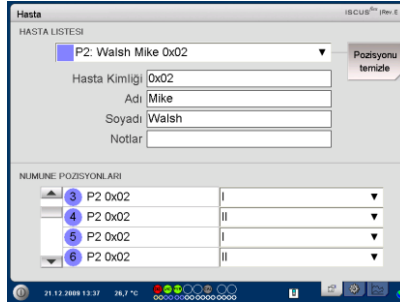 Hasta
ISCUS Flex |Rev. E
HASTA LİSTESİ
P2: Walsh Mike 0x02
Pozisyonu temizle
Hasta Kimliği 0x02
Adı Mike
Soyadı Walsh
Notlar
NUMUNE POZİSYONLARI
3 P2 0x02 I
4 P2 0x02 II
5 P2 0x02 I
6 P2 0x02 II
21.12.2009 13:37 26,7 °C